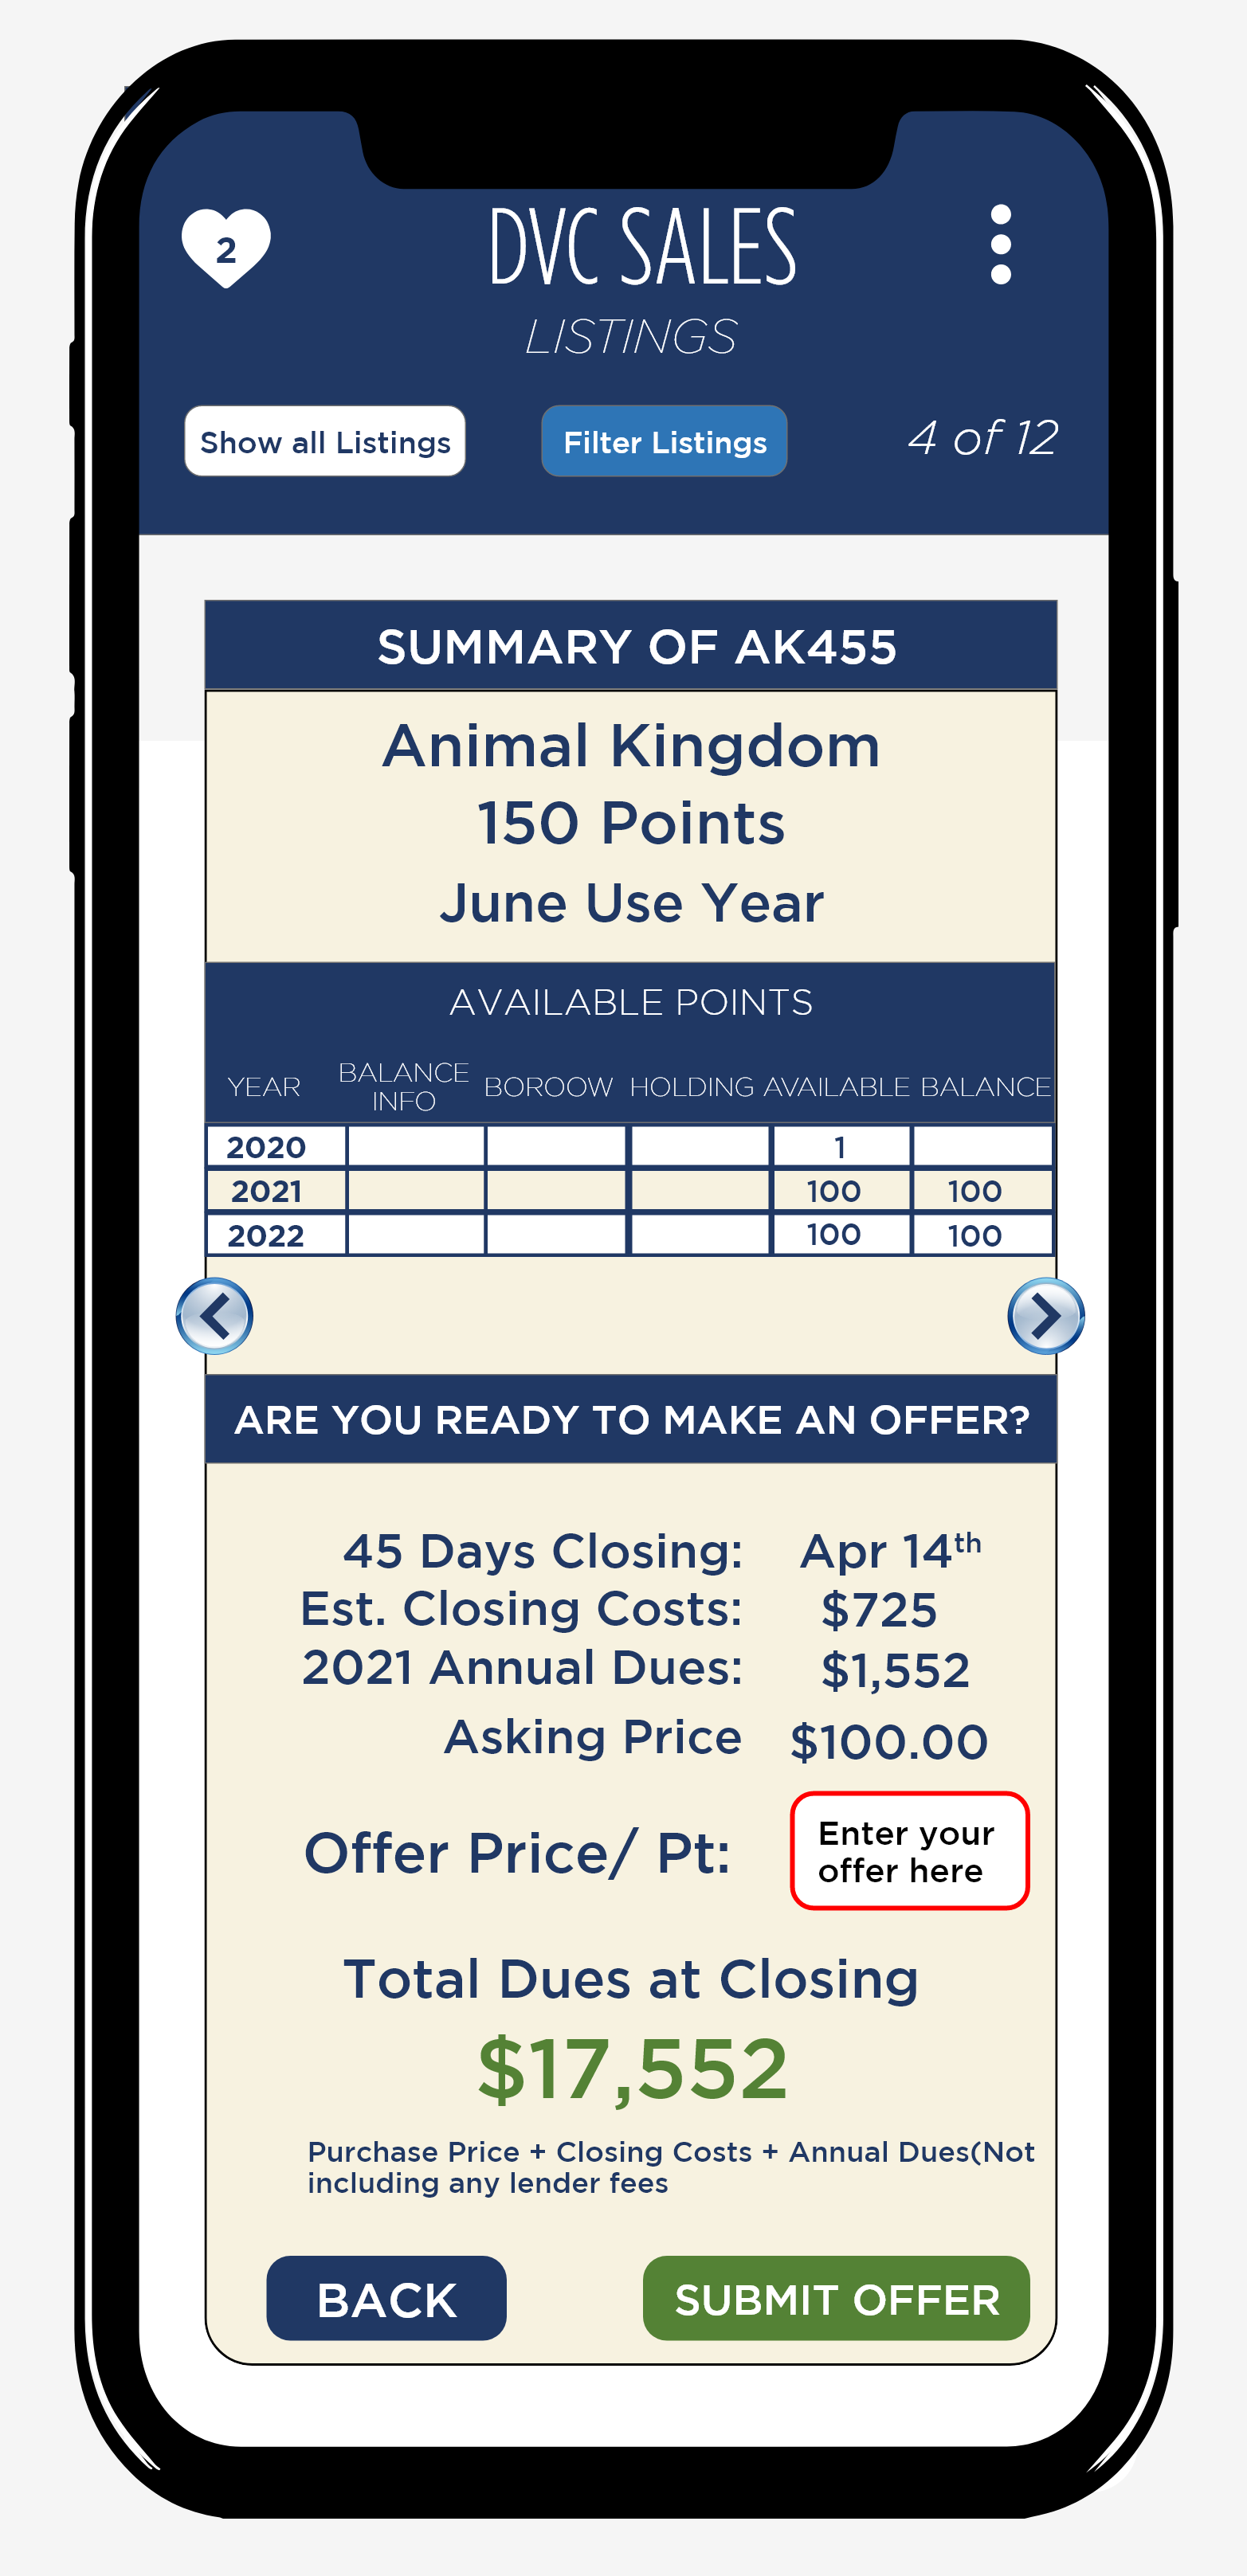 2
DVC SALES
LISTINGS
Show all Listings
Filter Listings
4 of 12
SUMMARY OF AK455
Animal Kingdom
150 Points
June Use Year
AVAILABLE POINTS
YEAR BALANCE INFO BOROOW HOLDING AVAILABLE BALANCE
2020 1
2021 100 100
2022 100 100
ARE YOU READY TO MAKE AN OFFER?
45 Days Closing: Apr 14th
Est. Closing Costs: $725
2021 Annual Dues: $1,552
Asking Price $100.00
Offer Price/ Pt: Enter your
offer here
Total Dues at Closing
$17,552
Purchase Price + Closing Costs + Annual Dues(Not
including any lender fees
BACK
SUBMIT OFFER